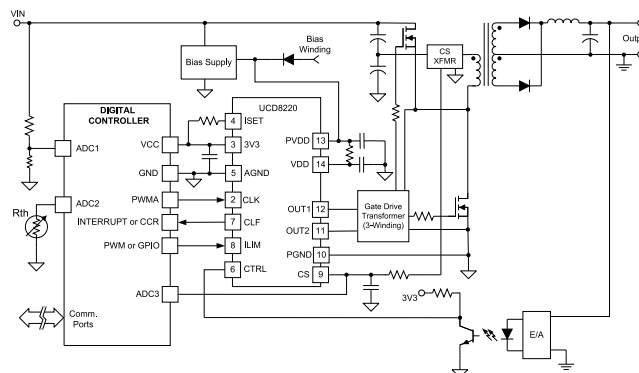 VIN
Bias
Winding
Bias Supply
CS
XFMR
Outp
DIGITAL
CONTROLLER
UCD8220
ADC1
VCC
GND
ADC2
PWMA
INTERRUPT or CCR
PWM or GPIO
ADC3
Comm.
Ports
Rth
4 ISET
3 3V3
5 AGND
2 CLK
7 CLF
8 ILIM
6 CTRL
PVDD 13
VDD 14
OUT1 12
OUT2 11
PGND 10
CS 9
Gate Drive
Transformer
(3-Winding)
3V3
E/A